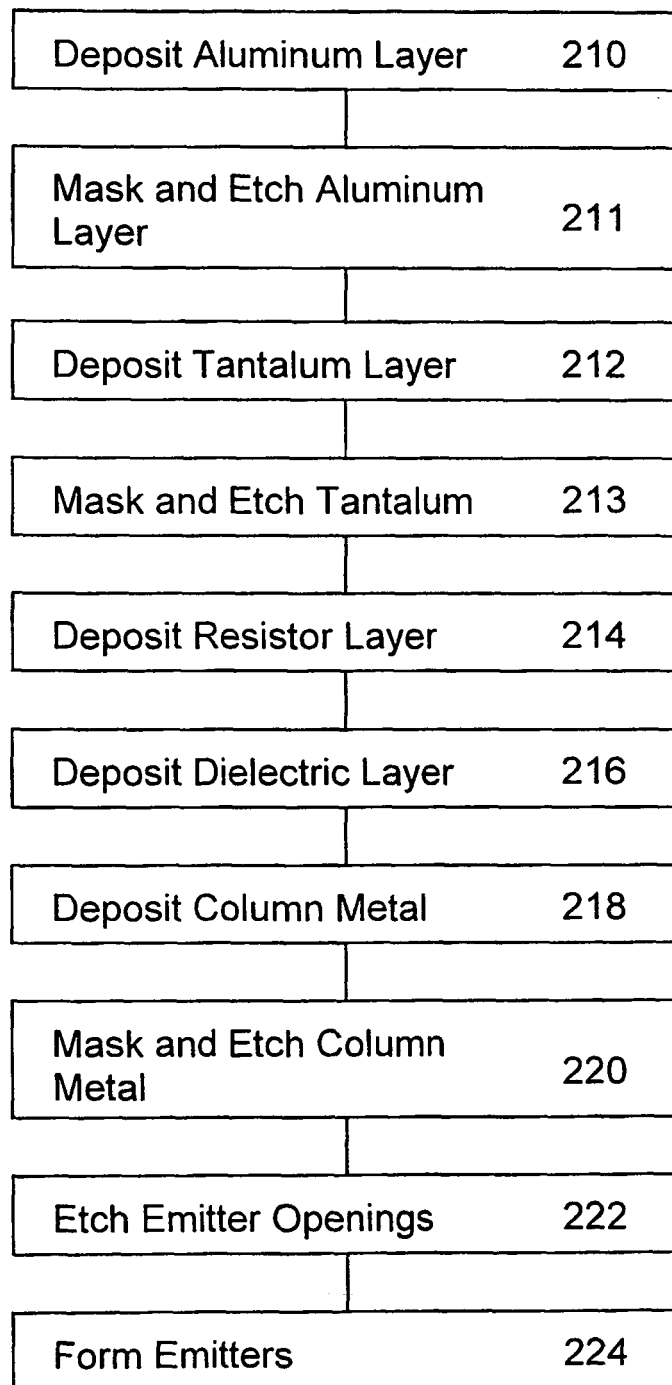 Deposit Aluminum Layer 210
Mask and Etch Aluminum
Layer 211
Deposit Tantalum Layer 212
Mask and Etch Tantalum 213
Deposit Resistor Layer 214
Deposit Dielectric Layer 216
Deposit Column Metal 218
Mask and Etch Column
Metal 220
Etch Emitter Openings 222
Form Emitters 224